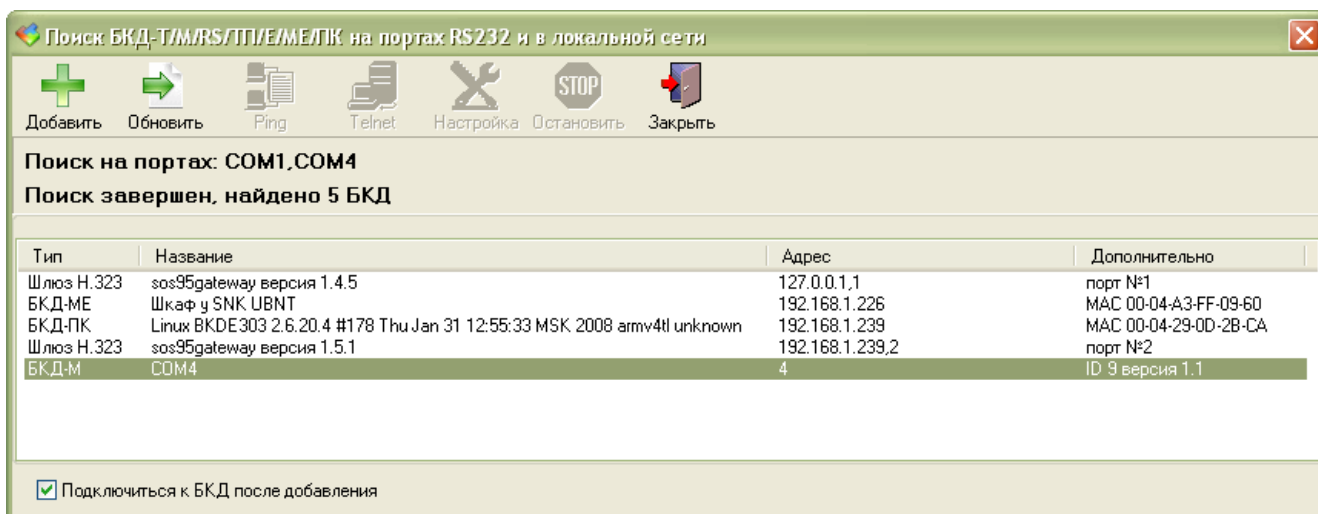 Поиск БКД-Т/М/RS/ТП/Е/МЕ/ПК на портах RS232 и в локальной сети
Добавить Обновить Ping Telnet Настройка Остановить Закрыть
STOP
Поиск на портах: COM1,COM4
Поиск завершен, найдено 5 БКД
Тип Название Адрес Дополнительно
Шлюз H.323 sos95gateway версия 1.4.5 127.0.0.1,1 порт №1
БКД-МЕ Шкаф у SNK UBNT 192.168.1.226 MAC 00-04-A3-FF-09-60
БКД-ПК Linux BKDE303 2.6.20.4 #178 Thu Jan 31 12:55:33 MSK 2008 armv4tl unknown 192.168.1.239 MAC 00-04-29-0D-2B-CA
Шлюз H.323 sos95gateway версия 1.5.1 192.168.1.239,2 порт №2
БКД-М COM4 4 ID 9 версия 1.1
Подключиться к БКД после добавления